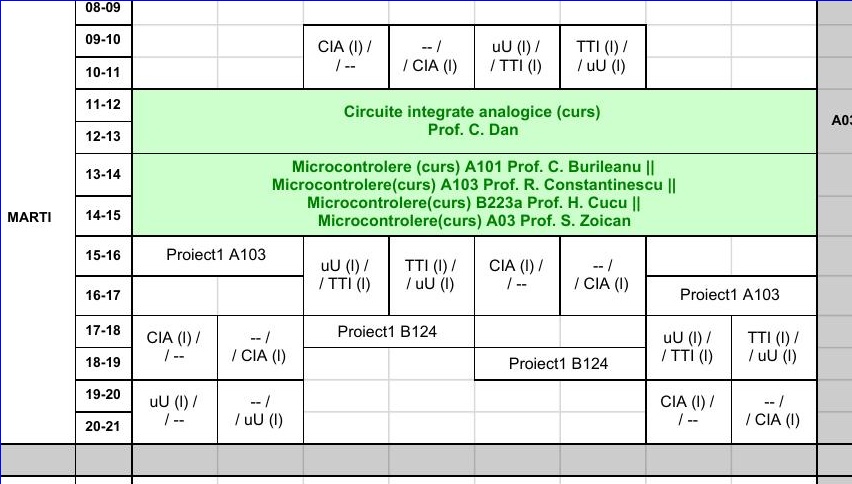 08-09
09-10
CIA (l) /
/ --
-- /
/ CIA (l)
uU (l) /
/ TTI (l)
TTI (l) /
/ uU (l)
10-11
11-12
Circuite integrate analogice (curs)
Prof. C. Dan
12-13
13-14
Microcontrolere (curs) A101 Prof. C. Burileanu ||
Microcontrolere(curs) A103 Prof. R. Constantinescu ||
Microcontrolere(curs) B223a Prof. H. Cucu ||
Microcontrolere(curs) A03 Prof. S. Zoican
14-15
MARTI
15-16
Proiect1 A103
uU (l) /
/ TTI (l)
TTI (l) /
/ uU (l)
CIA (l) /
/ --
-- /
/ CIA (l)
16-17
Proiect1 A103
17-18
CIA (l) /
/ --
-- /
/ CIA (l)
Proiect1 B124
uU (l) /
/ TTI (l)
TTI (l) /
/ uU (l)
18-19
Proiect1 B124
19-20
uU (l) /
/ --
-- /
/ uU (l)
CIA (l) /
/ --
-- /
/ CIA (l)
20-21